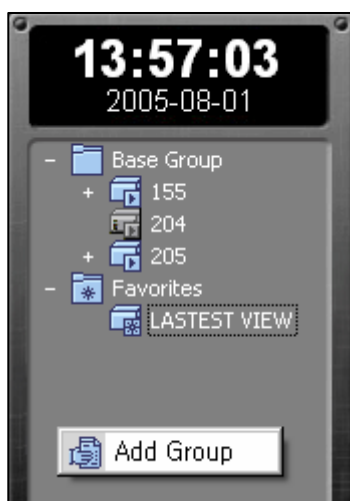 13:57:03
2005-08-01
Base Group
155
204
205
Favorites
LASTEST VIEW
Add Group